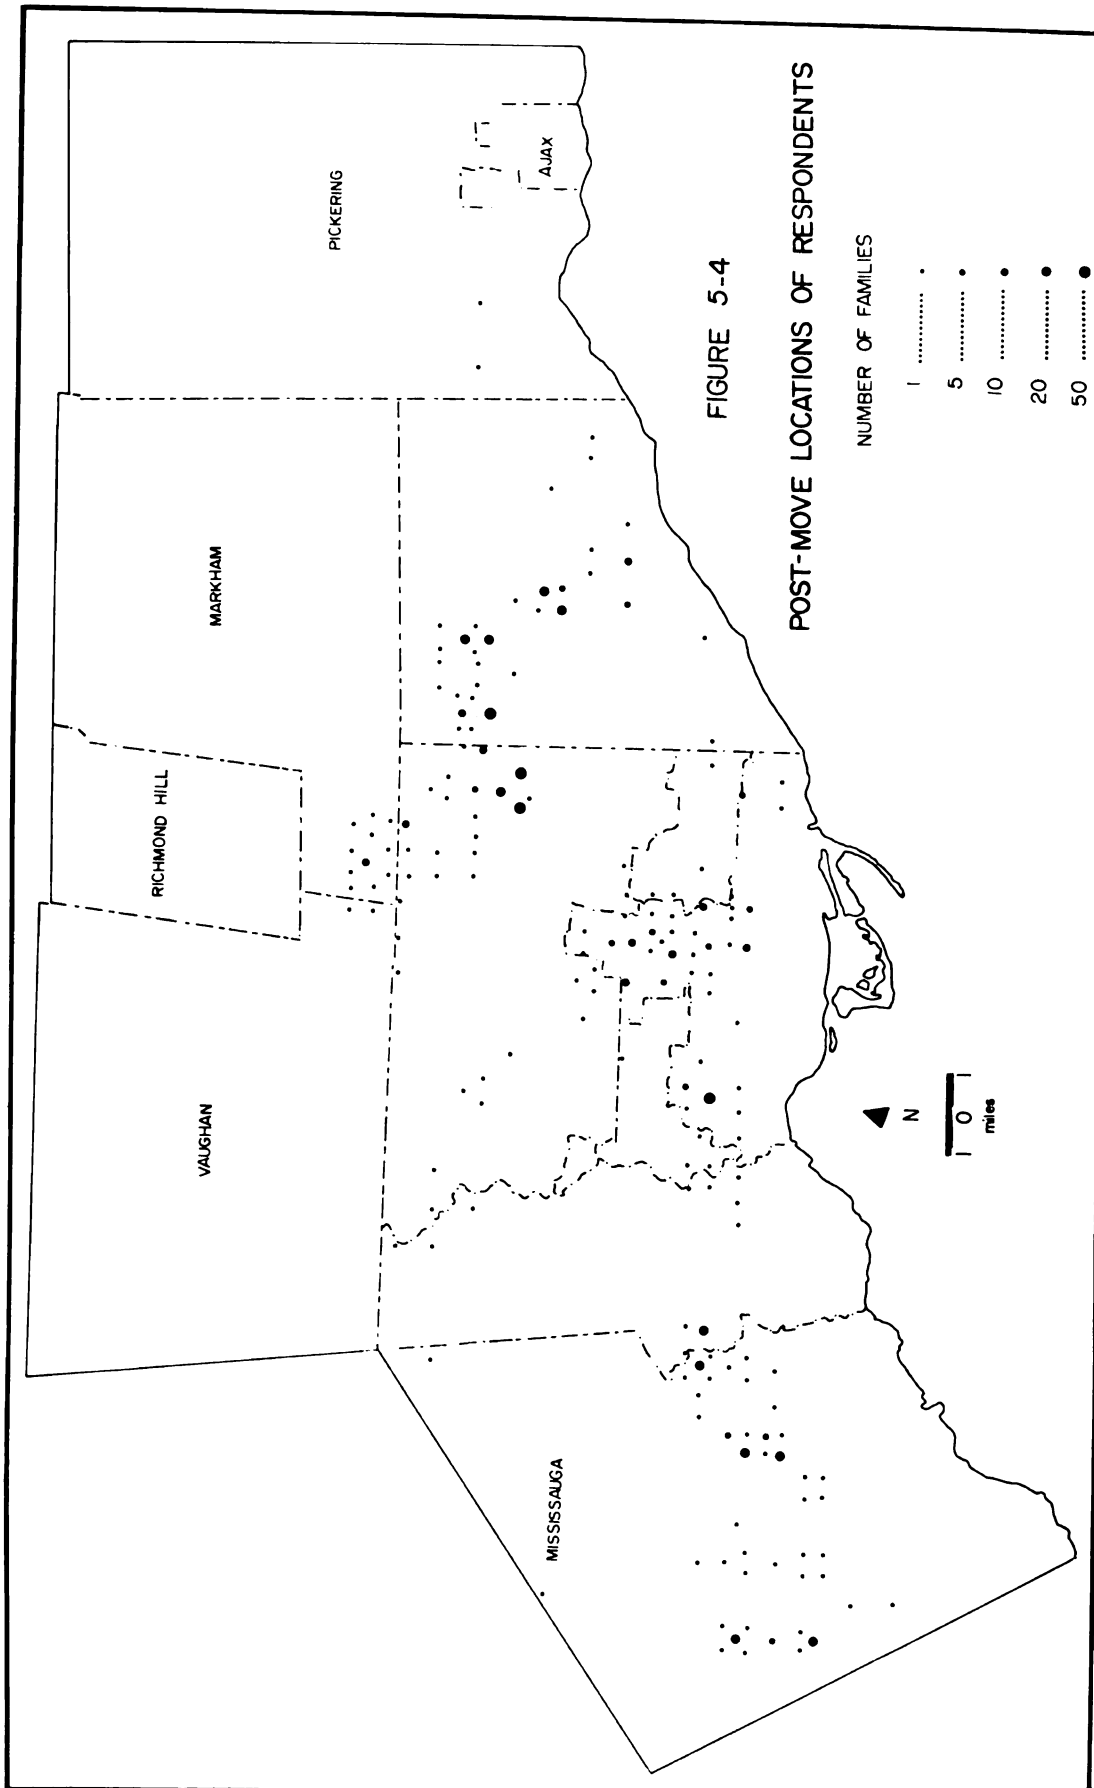 PICKERING
AJAX
MARKHAM
RICHMOND HILL
VAUGHAN
MISSISSAUGA
FIGURE 5-4
POST-MOVE LOCATIONS OF RESPONDENTS
NUMBER OF FAMILIES
1 ..........
5 ..........
10 ..........
20 ..........
50 ..........
N
0
miles